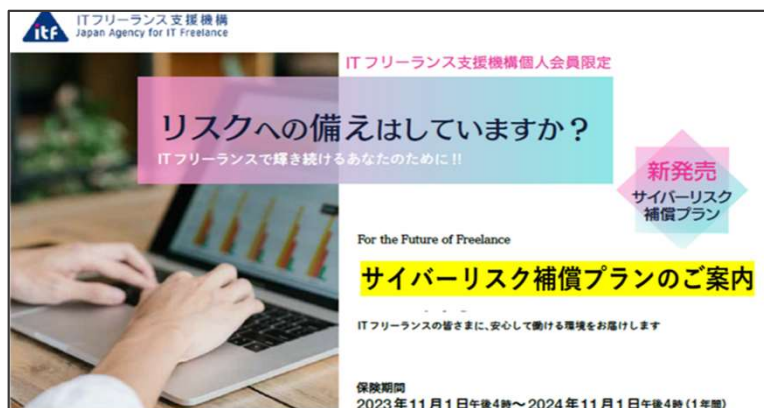 itf
ITフリーランス支援機構
Japan Agency for IT Freelance
ITフリーランス支援機構個人会員限定
リスクへの備えはしていますか？
ITフリーランスで輝き続けるあなたのために!!
新発売
サイバーリスク
補償プラン
For the Future of Freelance
サイバーリスク補償プランのご案内
ITフリーランスの皆さまに、安心して働ける環境をお届けします
保険期間
2023年11月1日午後4時～2024年11月1日午後4時（1年間）